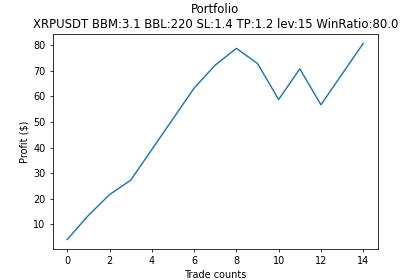 Portfolio
XRPUSDT BBM:3.1 BBL:220 SL:1.4 TP:1.2 lev:15 WinRatio:80.0
80
70
60
50
40
30
20
10
Profit ($)
0 2 4 6 8 10 12 14
Trade counts